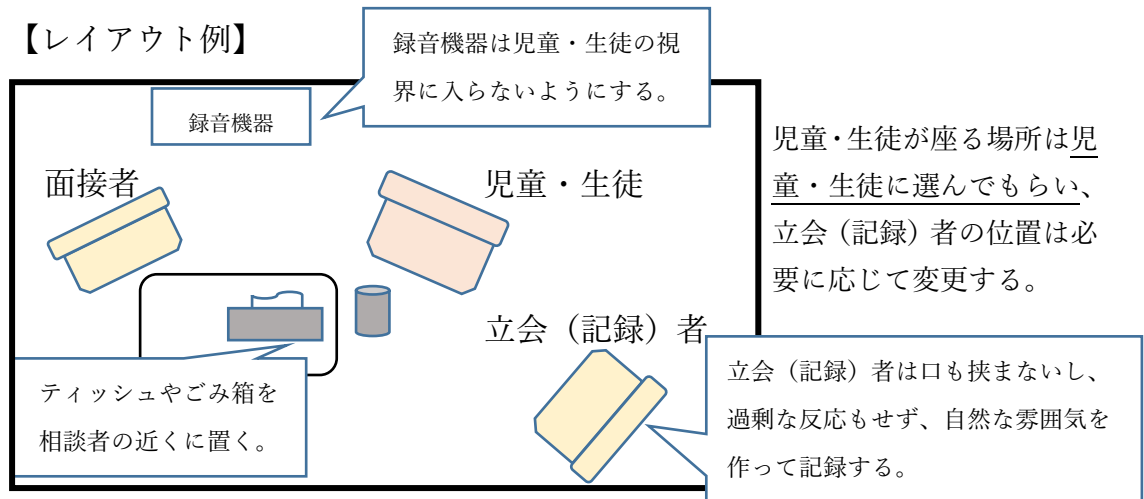 【レイアウト例】
録音機器は児童・生徒の視
界に入らないようにする。
録音機器
面接者
児童・生徒
児童・生徒が座る場所は児
童・生徒に選んでもらい、
立会（記録）者の位置は必
要に応じて変更する。
立会（記録）者
ティッシュやごみ箱を
相談者の近くに置く。
立会（記録）者は口も挟まないし、
過剰な反応もせず、自然な雰囲気を
作って記録する。